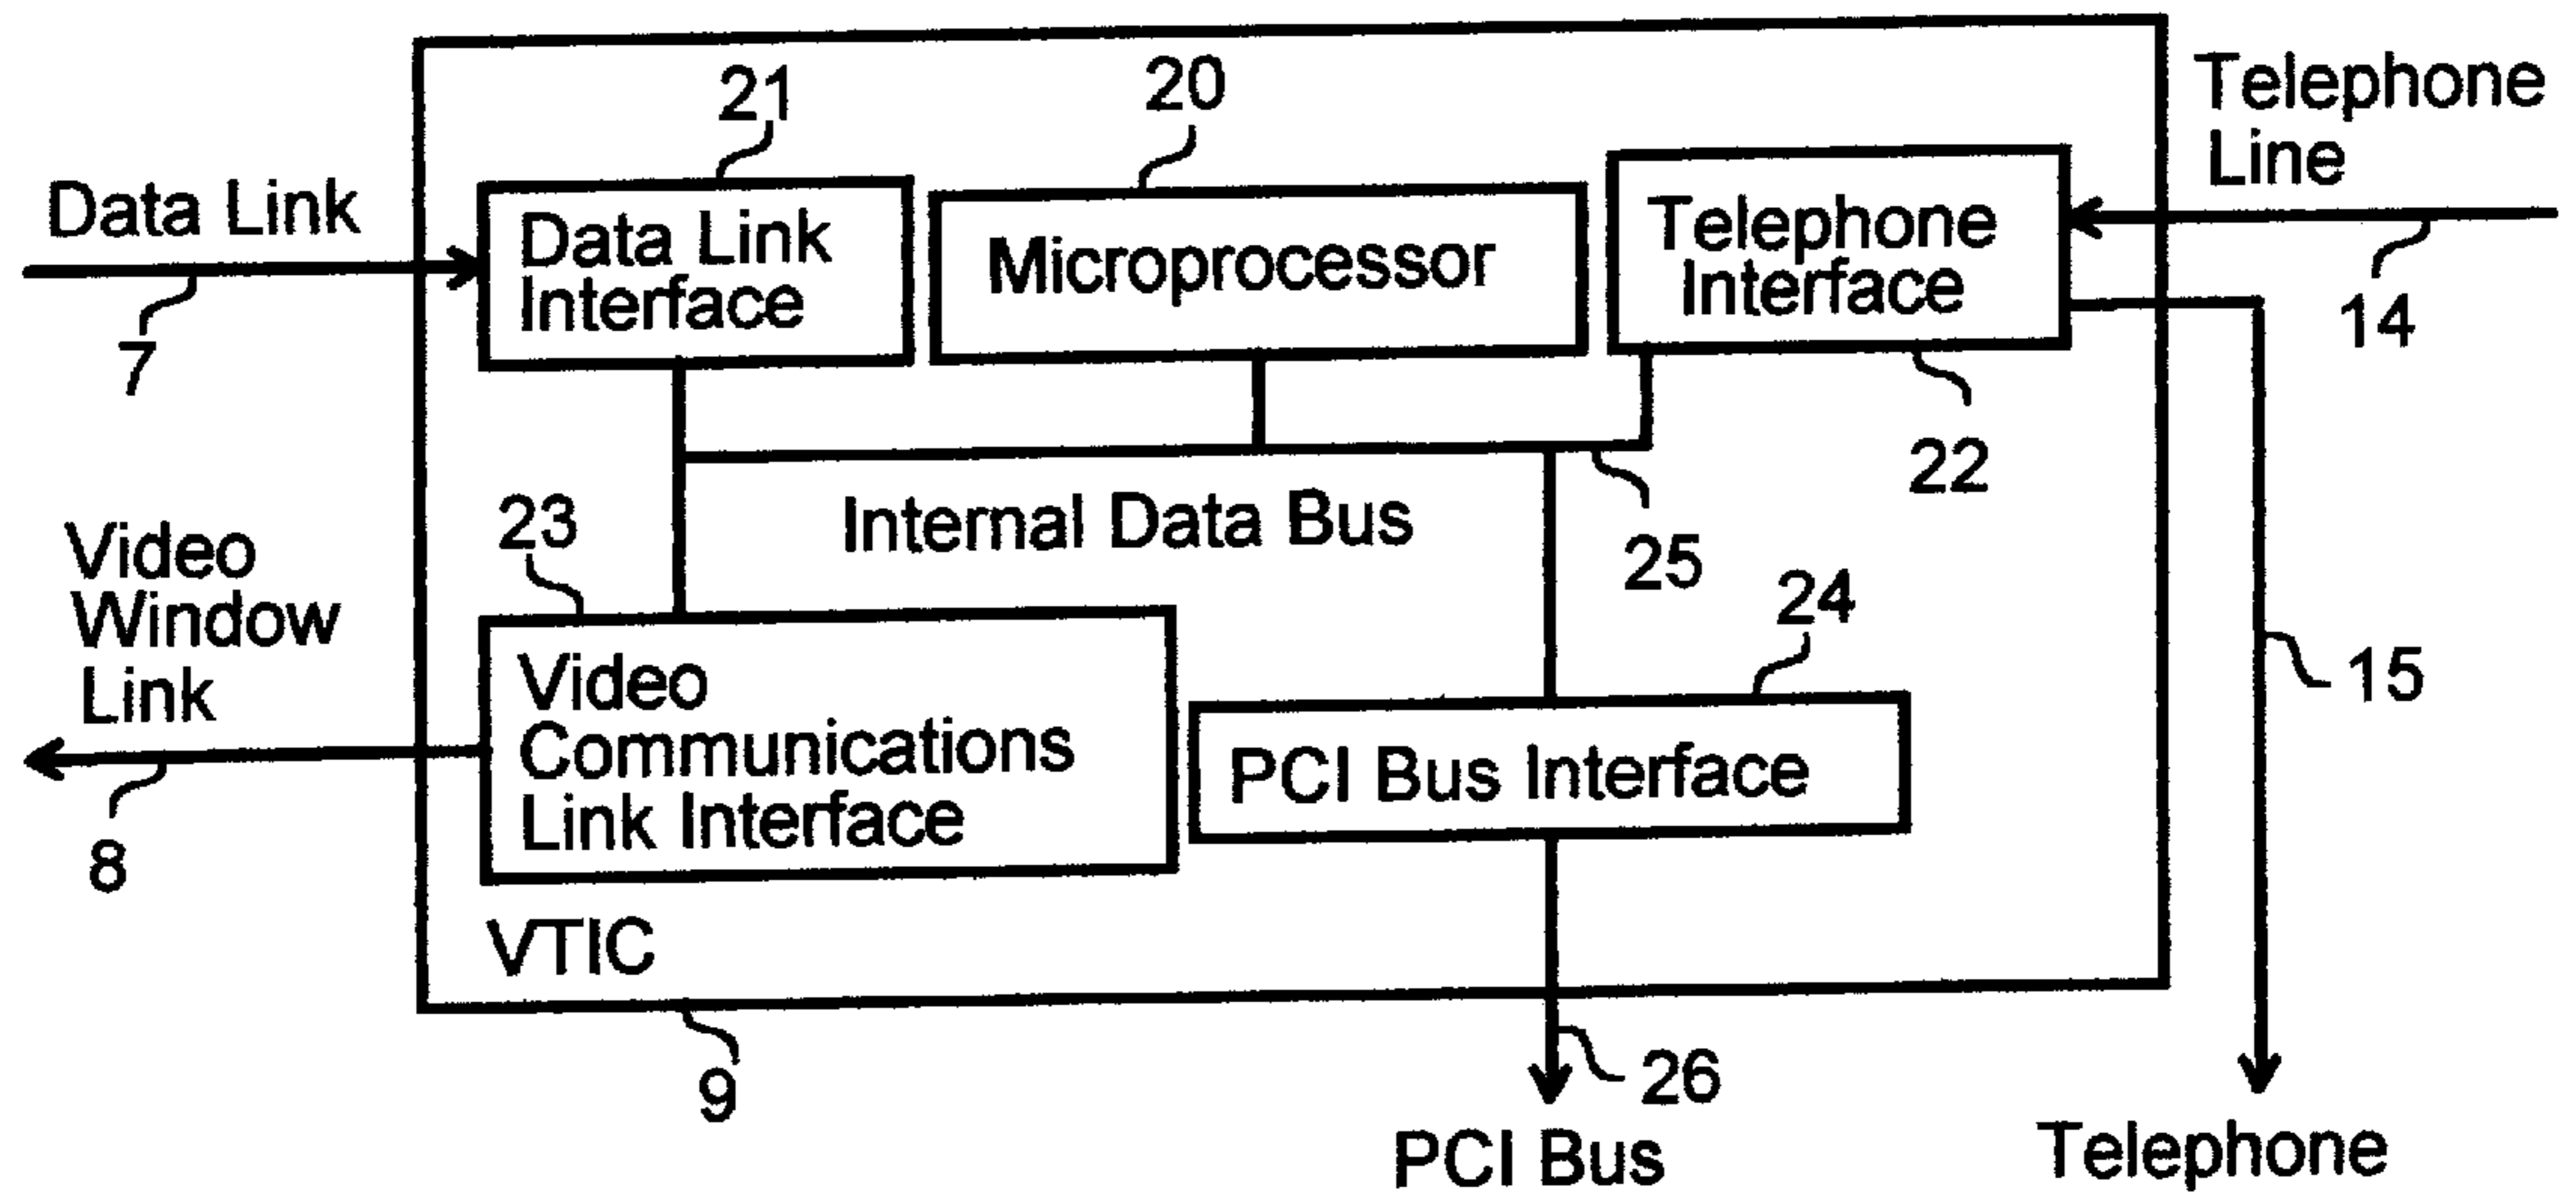 21
20
Telephone
Line
Data Link
Data Link
Interface
Microprocessor
Telephone
Interface
7
14
22
Internal Data Bus
25
23
24
Video
Window
Link
15
Video
Communications
Link Interface
PCI Bus Interface
8
VTIC
9
26
PCI Bus
Telephone